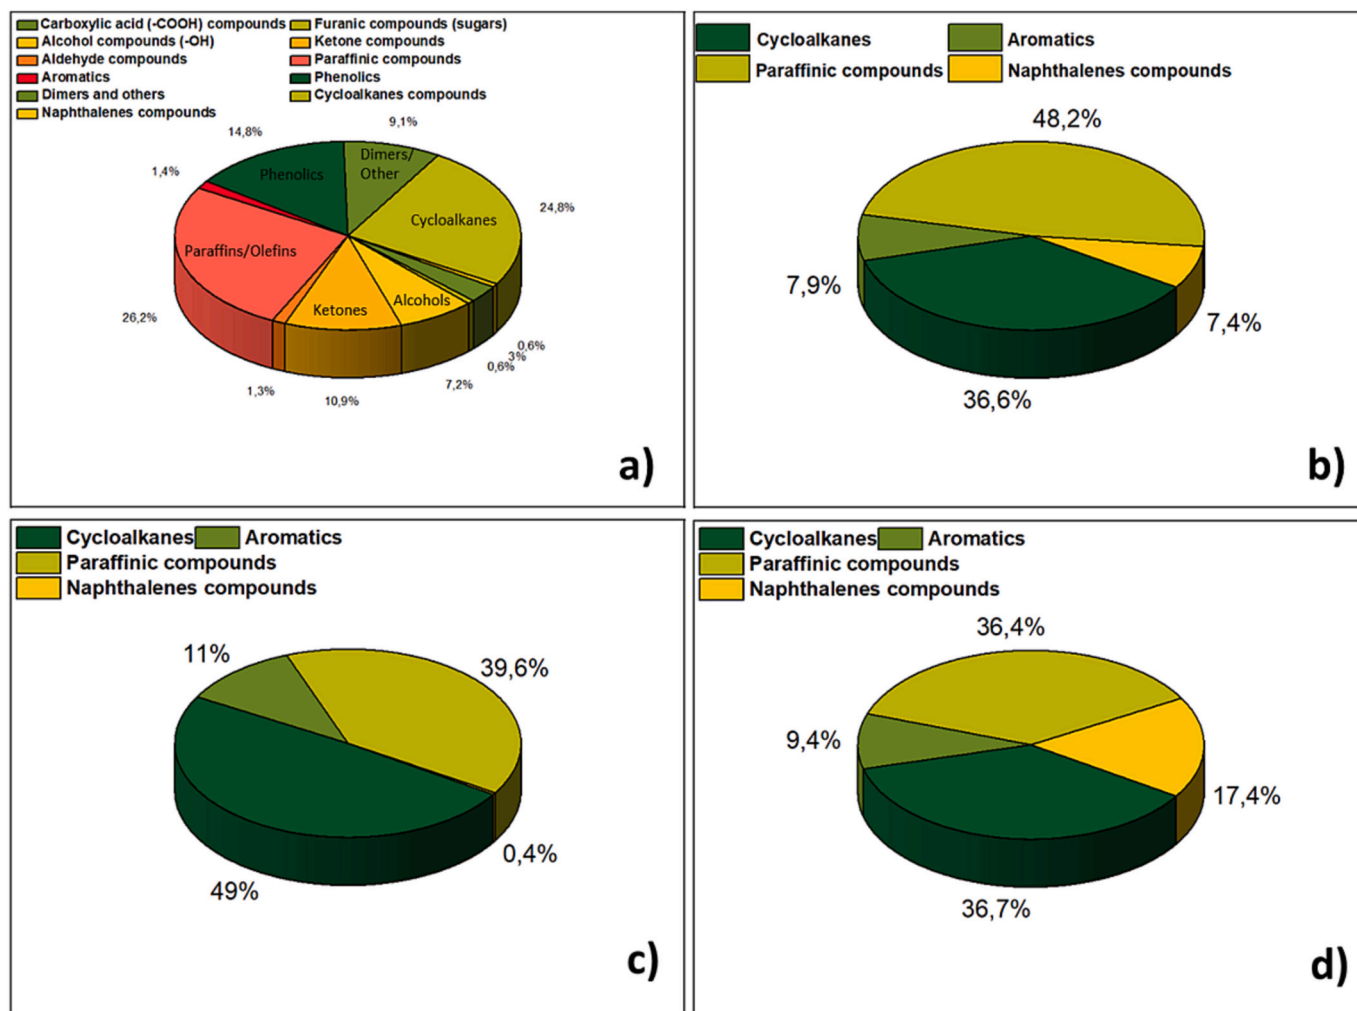 Carboxylic acid (-COOH) compounds
Furanic compounds (sugars)
Alcohol compounds (-OH)
Ketone compounds
Aldehyde compounds
Paraffinic compounds
Aromatics
Phenolics
Dimers and others
Cycloalkanes compounds
Naphthalenes compounds
14,8%
9,1%
1,4%
Phenolics
Dimers/
Other
24,8%
Cycloalkanes
Paraffins/Olefins
Ketones
Alcohols
26,2%
1,3%
10,9%
7,2%
0,6%
3%
0,6%
a)
Cycloalkanes
Aromatics
Paraffinic compounds
Naphthalenes compounds
48,2%
7,9%
7,4%
36,6%
b)
Cycloalkanes
Aromatics
Paraffinic compounds
Naphthalenes compounds
11%
39,6%
0,4%
49%
c)
Cycloalkanes
Aromatics
Paraffinic compounds
Naphthalenes compounds
36,4%
9,4%
17,4%
36,7%
d)